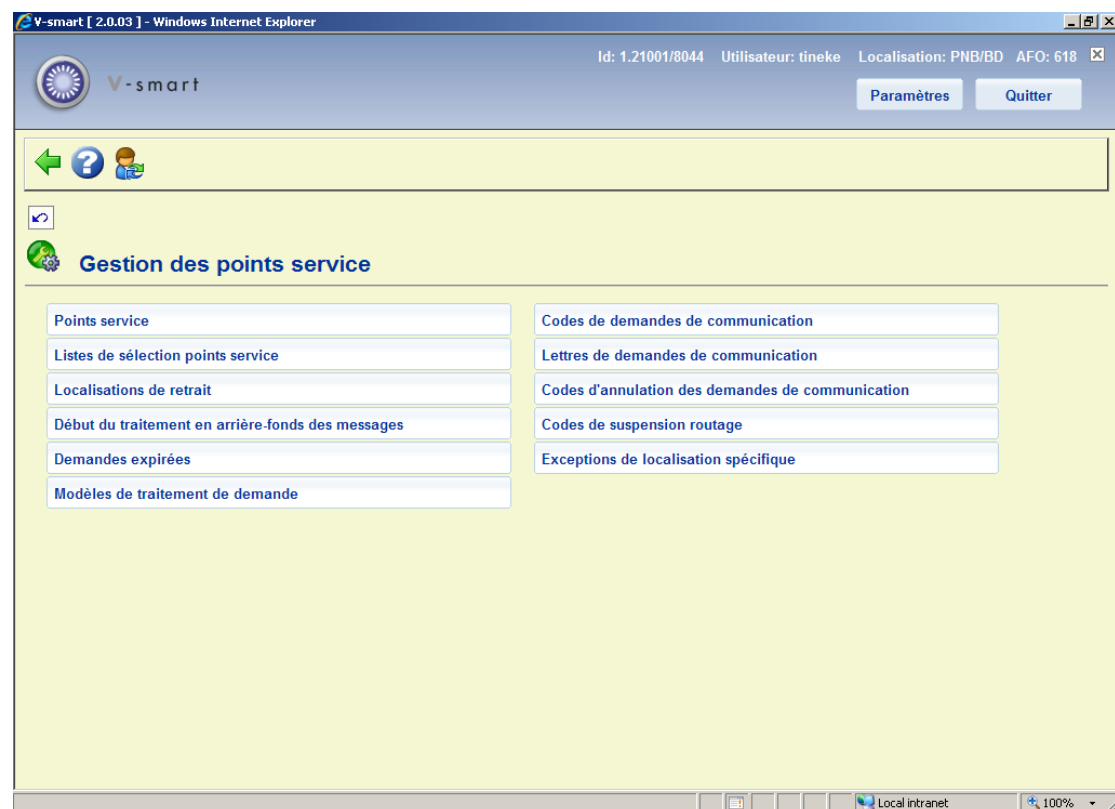 V-smart [ 2.0.03 ] - Windows Internet Explorer
Id: 1.21001/8044 Utilisateur: tineke Localisation: PNB/BD AFO: 618
V-smart
Paramètres Quitter
Gestion des points service
Points service
Listes de sélection points service
Localisations de retrait
Début du traitement en arrière-fonds des messages
Demandes expirées
Modèles de traitement de demande
Codes de demandes de communication
Lettres de demandes de communication
Codes d'annulation des demandes de communication
Codes de suspension routage
Exceptions de localisation spécifique
Local intranet 100%